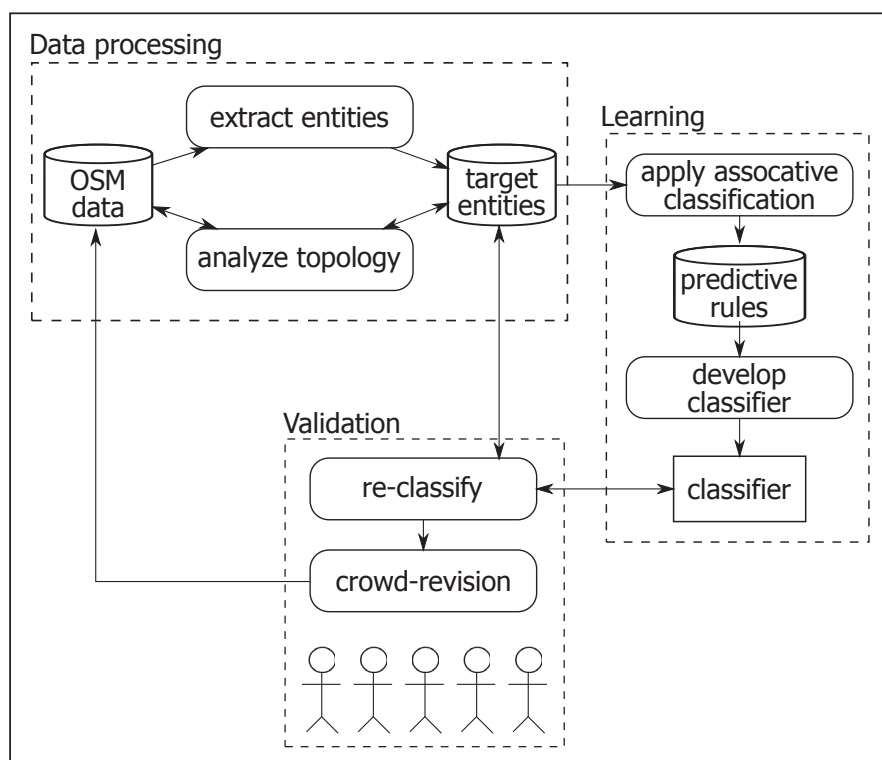 Data processing
extract entities
OSM
data
target
entities
analyze topology
Learning
apply assocative
classification
predictive
rules
develop
classifier
classifier
Validation
re-classify
crowd-revision